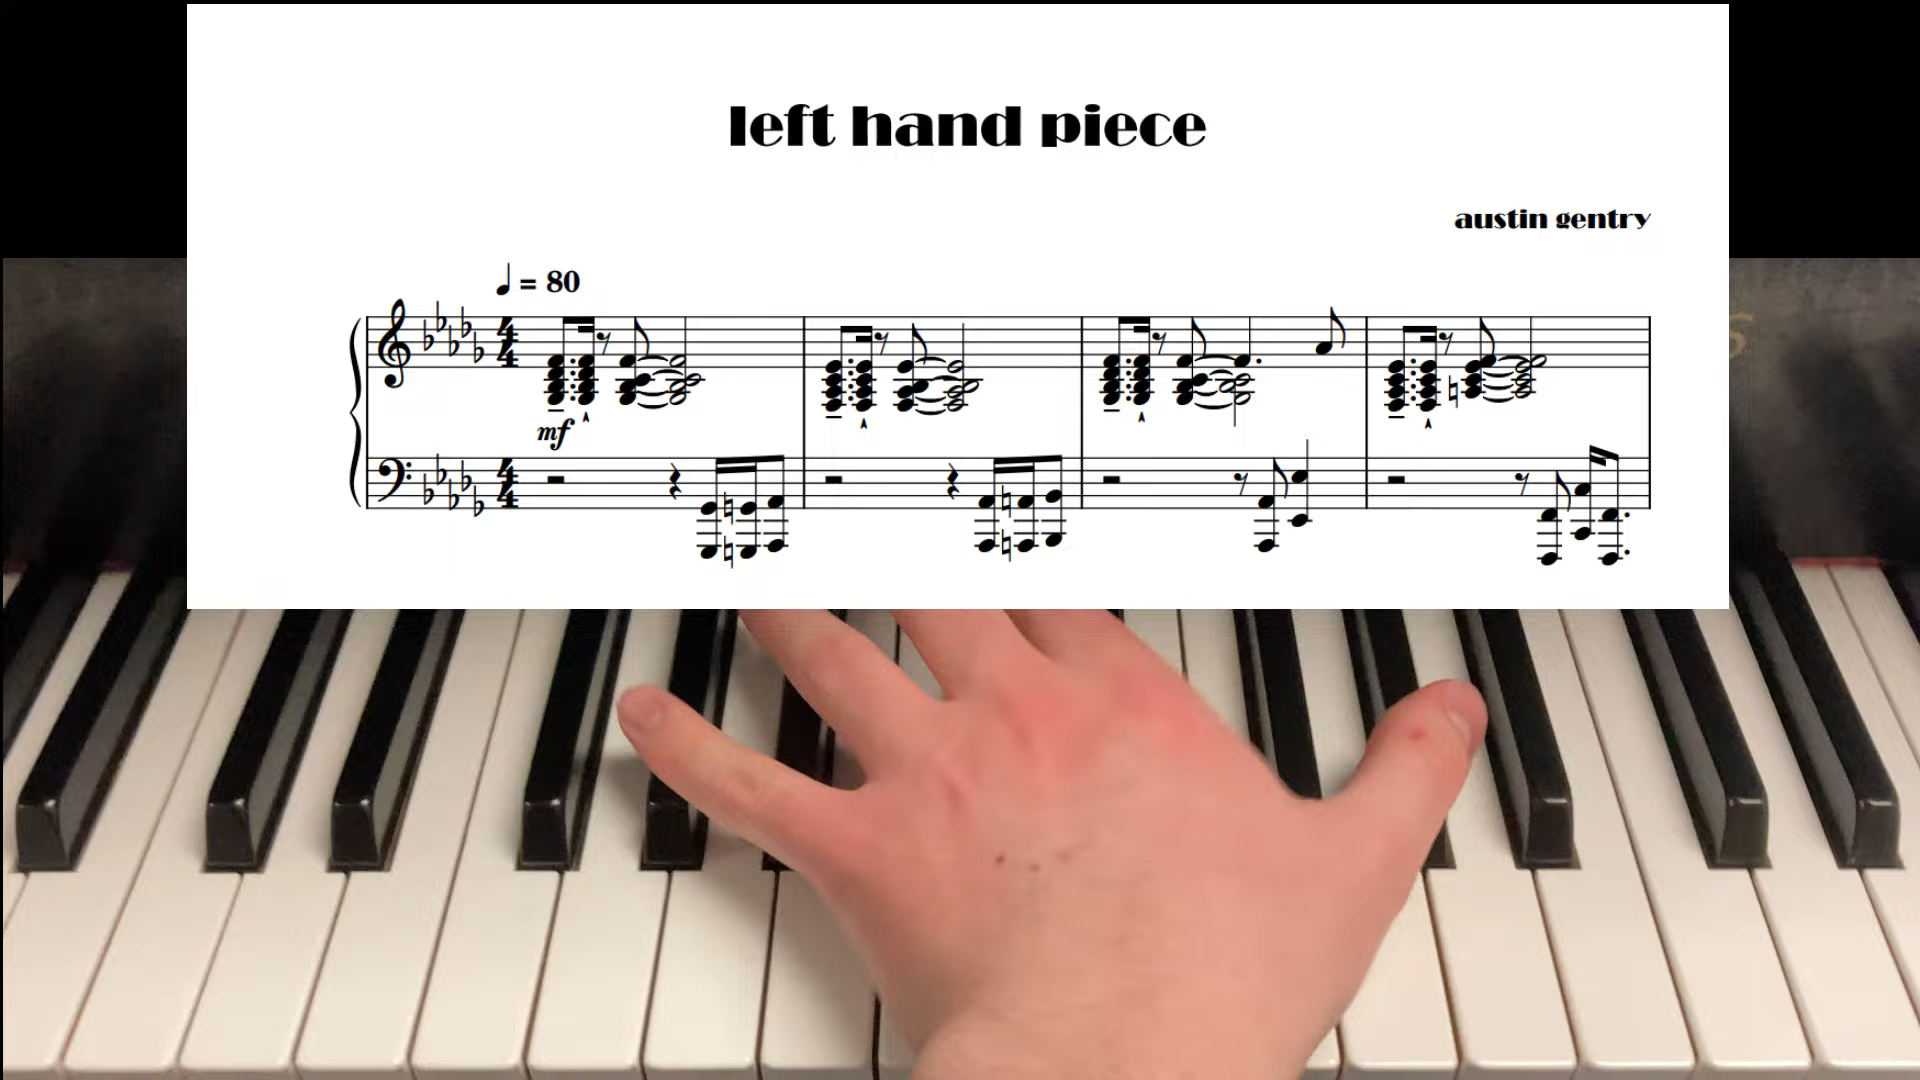 left hand piece
austin gentry
♩ = 80
mf